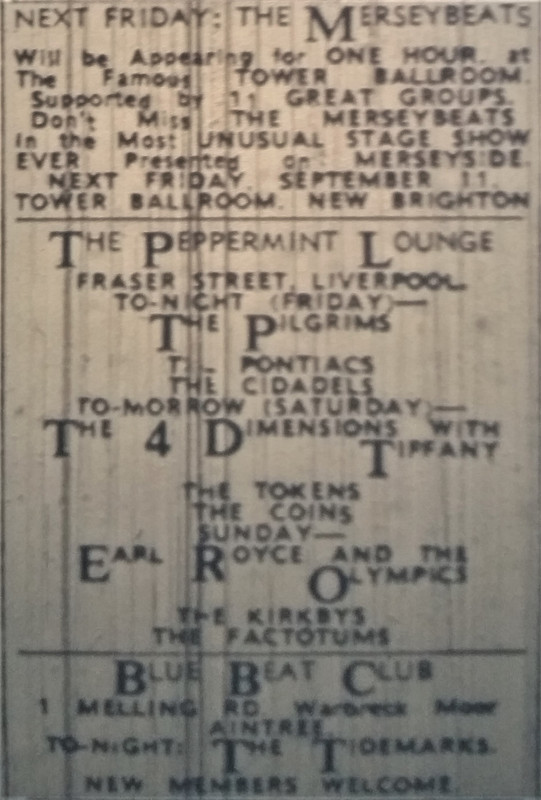 NEXT FRIDAY: THE MERSEYBEATS
Will be Appearing for ONE HOUR at
The Famous TOWER BALLROOM.
Supported by 11 GREAT GROUPS.
Don't Miss THE MERSEYBEATS
In the Most UNUSUAL STAGE SHOW
EVER Presented on MERSEYSIDE.
NEXT FRIDAY, SEPTEMBER 11.
TOWER BALLROOM, NEW BRIGHTON
THE PEPPERMINT LOUNGE
FRASER STREET, LIVERPOOL
TO-NIGHT (FRIDAY)—
THE PILGRIMS
THE PONTIACS
THE CIDADELS
TO-MORROW (SATURDAY)—
THE 4 DIMENSIONS WITH
TIFFANY
THE TOKENS
THE COINS
SUNDAY—
EARL ROYCE AND THE
OLYMPICS
THE KIRKBYS
THE FACTOTUMS
BLUE BEAT CLUB
1 MELLING RD. Warbreck Moor
AINTREE.
TO-NIGHT: THE TIDEMARKS.
NEW MEMBERS WELCOME.